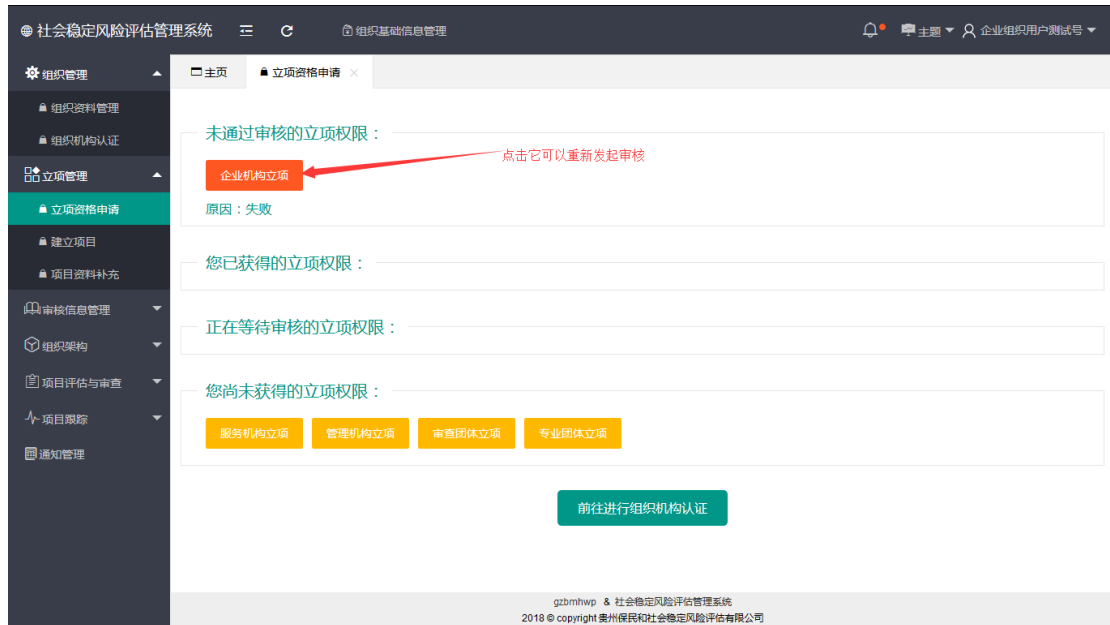 社会稳定风险评估管理系统 组织基础信息管理 主题 企业组织用户测试号
组织管理
主页 立项资格申请
组织资料管理
组织机构认证
立项管理
立项资格申请
建立项目
项目资料补充
审核信息管理
组织架构
项目评估与审查
项目跟踪
通知管理
未通过审核的立项权限：
企业机构立项
点击它可以重新发起审核
原因：失败
您已获得的立项权限：
正在等待审核的立项权限：
您尚未获得的立项权限：
服务机构立项 管理机构立项 审查团体立项 专业团体立项
前往进行组织机构认证
gzbmhwp & 社会稳定风险评估管理系统
2018 © copyright 贵州保民和社会稳定风险评估有限公司